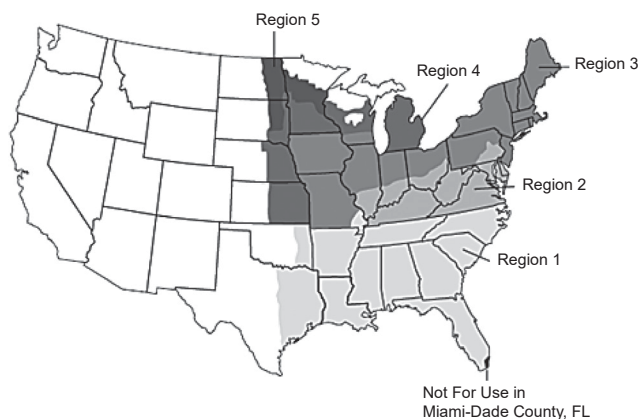 Region 5
Region 3
Region 4
Region 2
Region 1
Not For Use in
Miami-Dade County, FL